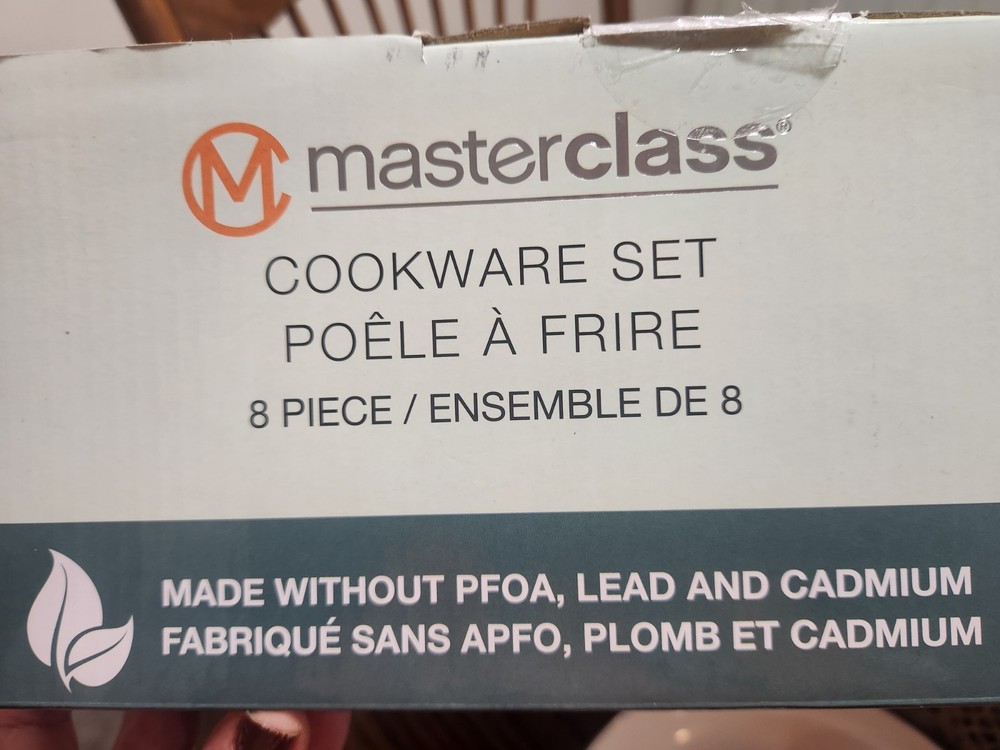 masterclass®
COOKWARE SET
POÊLE À FRIRE
8 PIECE / ENSEMBLE DE 8
MADE WITHOUT PFOA, LEAD AND CADMIUM
FABRIQUÉ SANS APFO, PLOMB ET CADMIUM